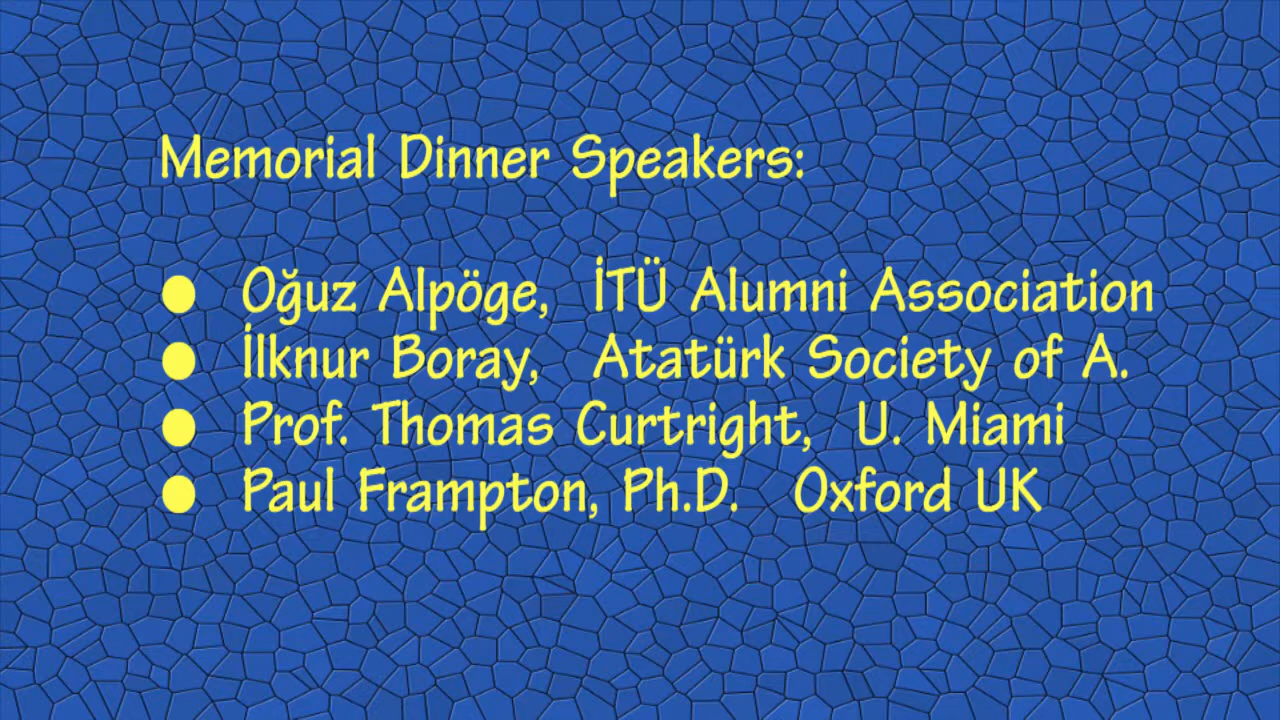 Memorial Dinner Speakers:
● Oğuz Alpöge, İTÜ Alumni Association
● İlknur Boray, Atatürk Society of A.
● Prof. Thomas Curtright, U. Miami
● Paul Frampton, Ph.D. Oxford UK